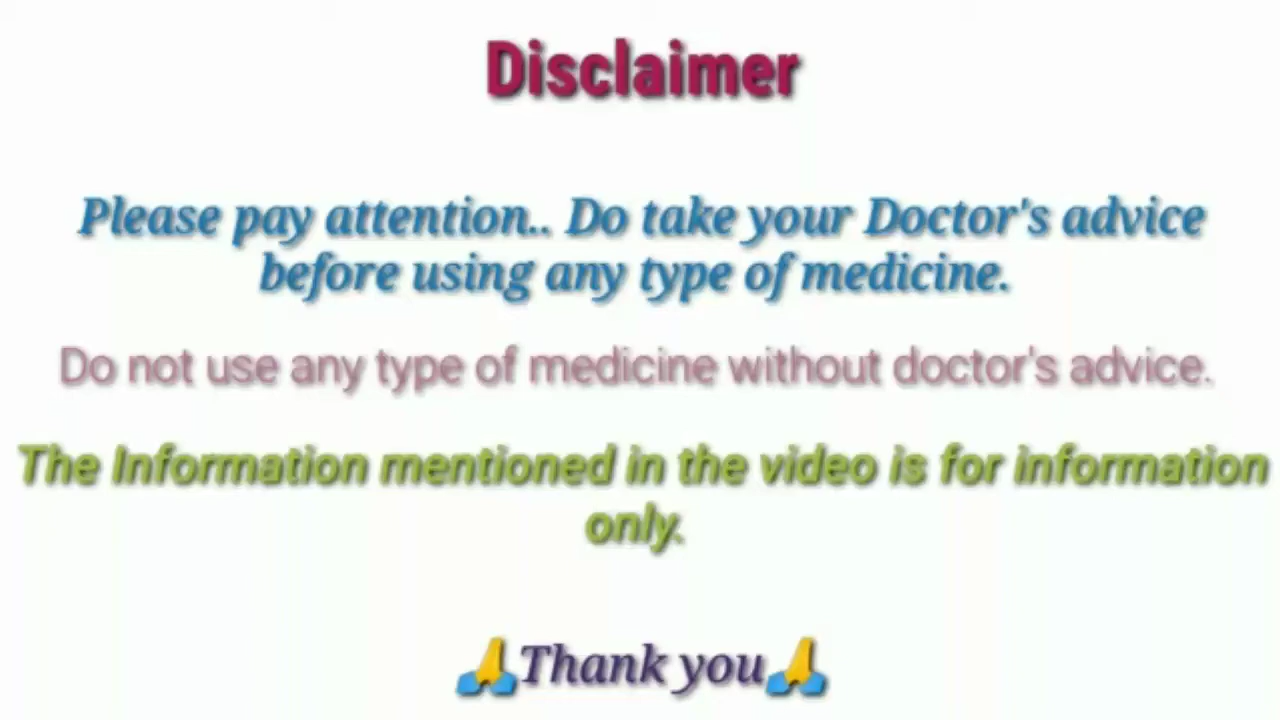 Disclaimer
Please pay attention.. Do take your Doctor's advice
before using any type of medicine.
Do not use any type of medicine without doctor's advice.
The Information mentioned in the video is for information
only.
🙏Thank you🙏